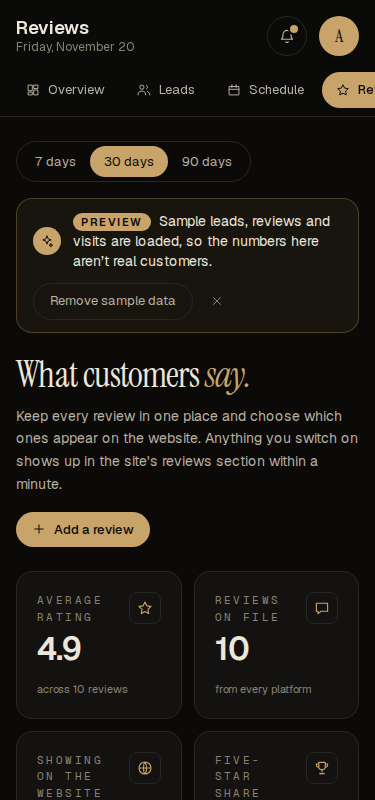 Reviews
Friday, November 20
A
Overview
Leads
Schedule
7 days
30 days
90 days
PREVIEW Sample leads, reviews and
visits are loaded, so the numbers here
aren't real customers.
Remove sample data
What customers say.
Keep every review in one place and choose which
ones appear on the website. Anything you switch on
shows up in the site's reviews section within a
minute.
Add a review
AVERAGE
RATING
4.9
across 10 reviews
REVIEWS
ON FILE
10
from every platform
SHOWING
ON THE
WEBSITE
FIVE-
STAR
SHARE